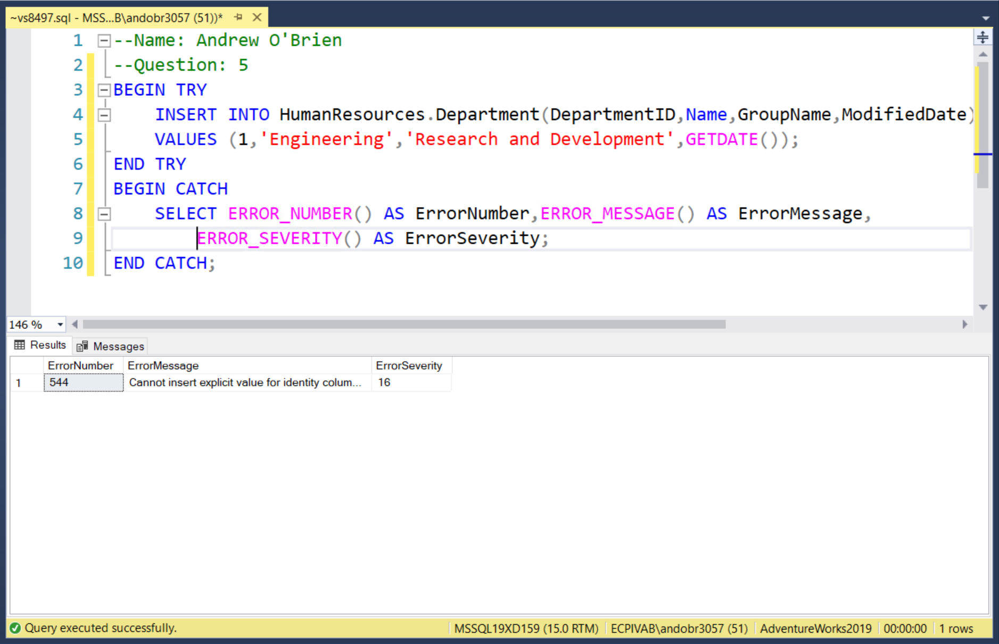 ~vs8497.sql - MSS...B\andobr3057 (51))*
1 --Name: Andrew O'Brien
2 --Question: 5
3 BEGIN TRY
4 INSERT INTO HumanResources.Department(DepartmentID,Name,GroupName,ModifiedDate)
5 VALUES (1,'Engineering','Research and Development',GETDATE());
6 END TRY
7 BEGIN CATCH
8 SELECT ERROR_NUMBER() AS ErrorNumber,ERROR_MESSAGE() AS ErrorMessage,
9 ERROR_SEVERITY() AS ErrorSeverity;
10 END CATCH;
146 %
Results Messages
ErrorNumber ErrorMessage ErrorSeverity
1 544 Cannot insert explicit value for identity colum... 16
Query executed successfully. MSSQL19XD159 (15.0 RTM) ECPIVAB\andobr3057 (51) AdventureWorks2019 00:00:00 1 rows